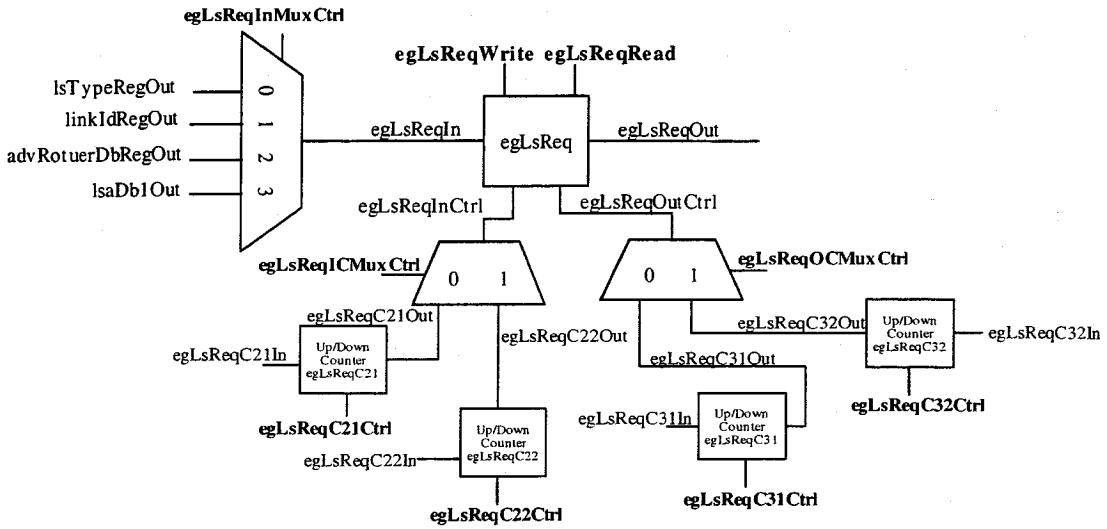 egLsReqInMuxCtrl
egLsReqWrite egLsReqRead
lsTypeRegOut
0
linkIdRegOut
1
egLsReqIn
egLsReq
egLsReqOut
advRotuerDbRegOut
2
lsaDb1Out
3
egLsReqInCtrl
egLsReqOutCtrl
egLsReqICMuxCtrl
0 1
0 1
egLsReqOCMuxCtrl
egLsReqC21Out
egLsReqC22Out
egLsReqC32Out
Up/Down
Counter
egLsReqC32
egLsReqC32In
egLsReqC21In
Up/Down
Counter
egLsReqC21
egLsReqC31Out
egLsReqC32Ctrl
egLsReqC21Ctrl
egLsReqC31In
Up/Down
Counter
egLsReqC31
egLsReqC22In
Up/Down
Counter
egLsReqC22
egLsReqC31Ctrl
egLsReqC22Ctrl